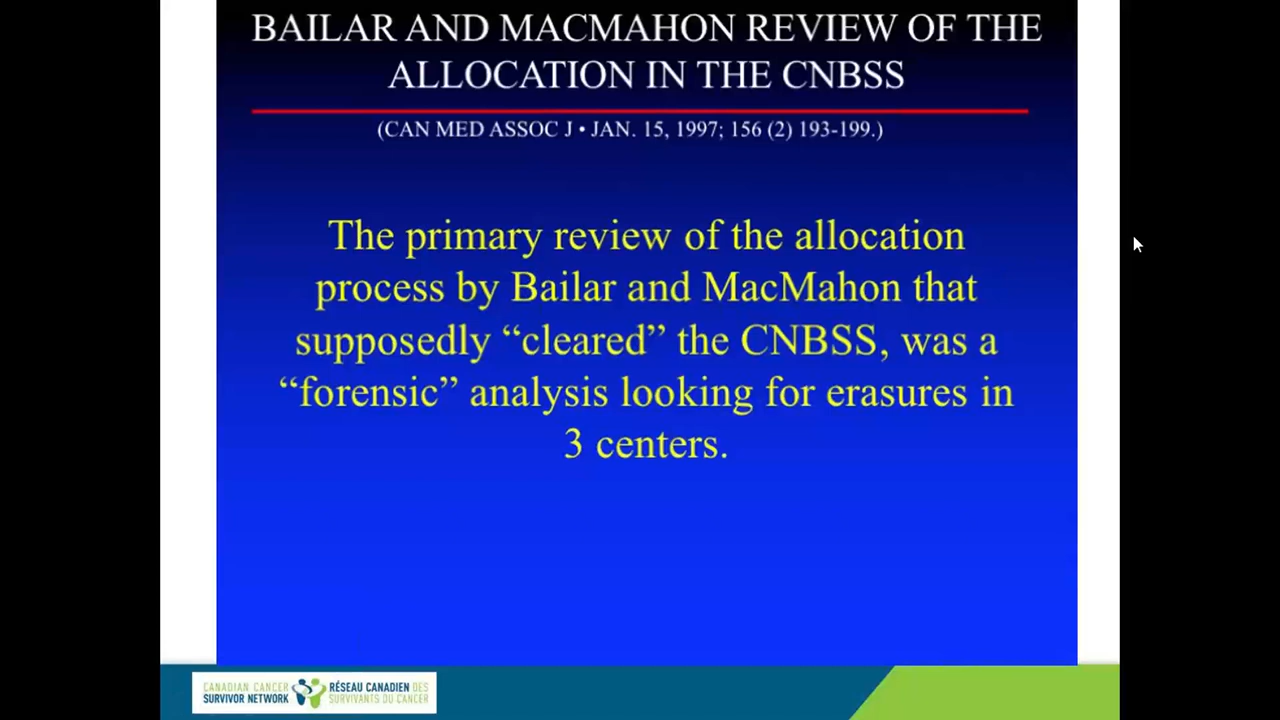 BAILAR AND MACMAHON REVIEW OF THE
ALLOCATION IN THE CNBSS
(CAN MED ASSOC J • JAN. 15, 1997; 156 (2) 193-199.)
The primary review of the allocation
process by Bailar and MacMahon that
supposedly “cleared” the CNBSS, was a
“forensic” analysis looking for erasures in
3 centers.
CANADIAN CANCER
SURVIVOR NETWORK
RÉSEAU CANADIEN DES
SURVIVANTS DU CANCER